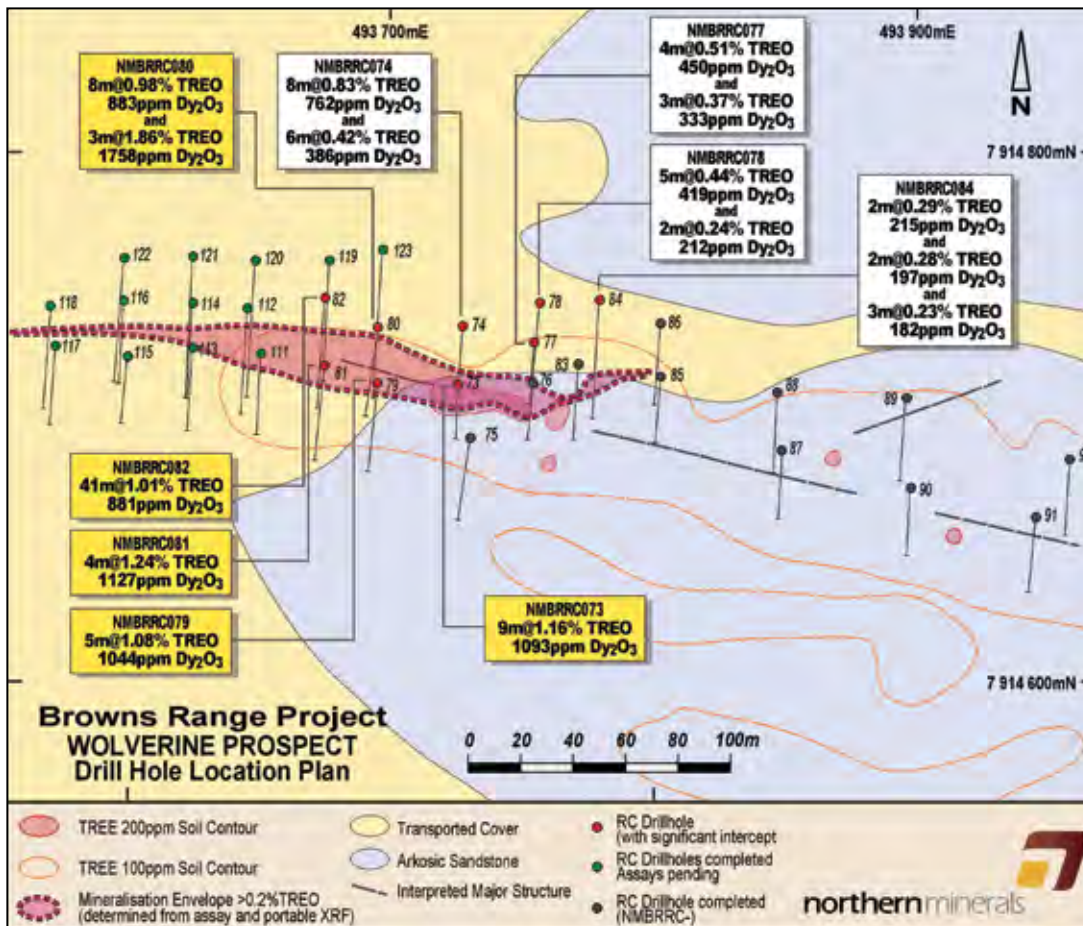 493 700mE
493 900mE
NMBRRC080
8m@0.98% TREO
883ppm Dy₂O₃
and
3m@1.86% TREO
1758ppm Dy₂O₃
NMBRRC074
8m@0.83% TREO
762ppm Dy₂O₃
and
6m@0.42% TREO
386ppm Dy₂O₃
NMBRRC077
4m@0.51% TREO
450ppm Dy₂O₃
and
3m@0.37% TREO
333ppm Dy₂O₃
N
7 914 800mN
NMBRRC078
5m@0.44% TREO
419ppm Dy₂O₃
and
2m@0.24% TREO
212ppm Dy₂O₃
NMBRRC084
2m@0.29% TREO
215ppm Dy₂O₃
and
2m@0.28% TREO
197ppm Dy₂O₃
and
3m@0.23% TREO
182ppm Dy₂O₃
122
121
120
119
123
118
116
114
112
82
80
74
78
84
86
117
115
113
111
81
79
73
77
76
83
85
75
88
87
89
90
91
9
NMBRRC082
41m@1.01% TREO
881ppm Dy₂O₃
NMBRRC081
4m@1.24% TREO
1127ppm Dy₂O₃
NMBRRC079
5m@1.08% TREO
1044ppm Dy₂O₃
NMBRRC073
9m@1.16% TREO
1093ppm Dy₂O₃
7 914 600mN
Browns Range Project
WOLVERINE PROSPECT
Drill Hole Location Plan
0 20 40 60 80 100m
TREE 200ppm Soil Contour
TREE 100ppm Soil Contour
Mineralisation Envelope >0.2%TREO
(determined from assay and portable XRF)
Transported Cover
Arkosic Sandstone
Interpreted Major Structure
RC Drillhole
(with significant intercept
RC Drillholes completed
Assays pending
RC Drillhole completed
(NMBRRC-)
northernminerals